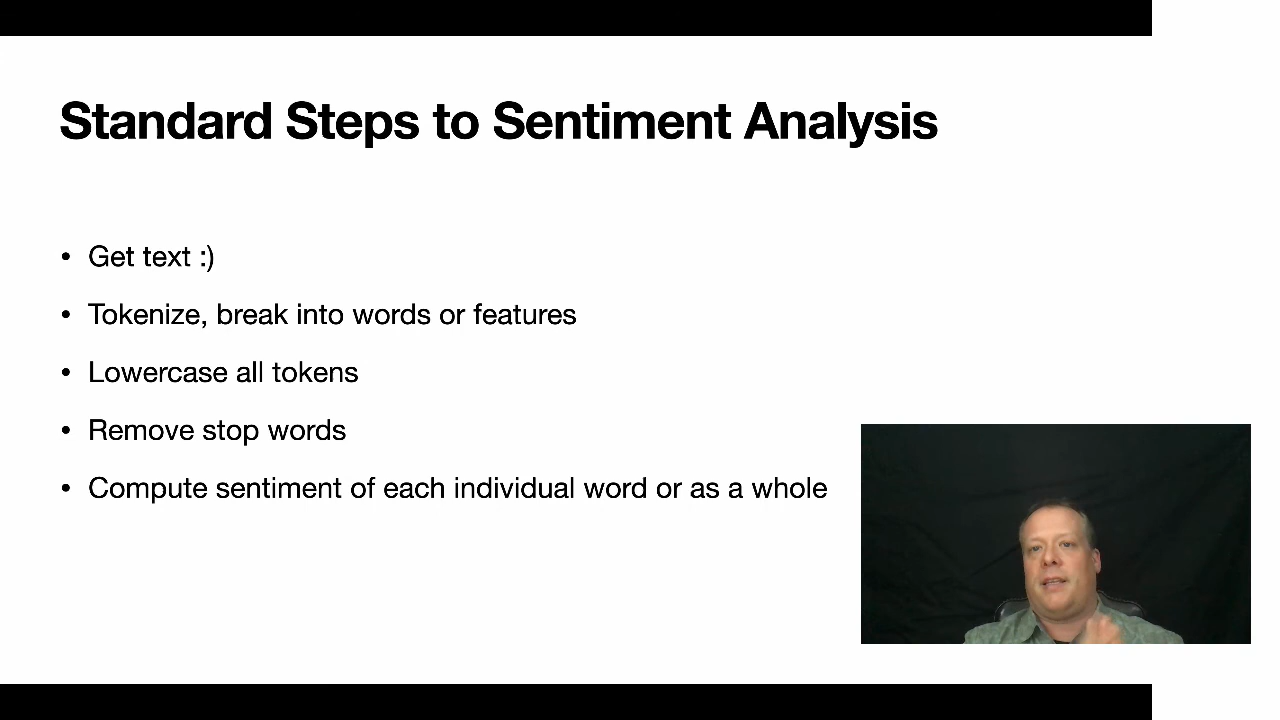 Standard Steps to Sentiment Analysis
• Get text :)
• Tokenize, break into words or features
• Lowercase all tokens
• Remove stop words
• Compute sentiment of each individual word or as a whole